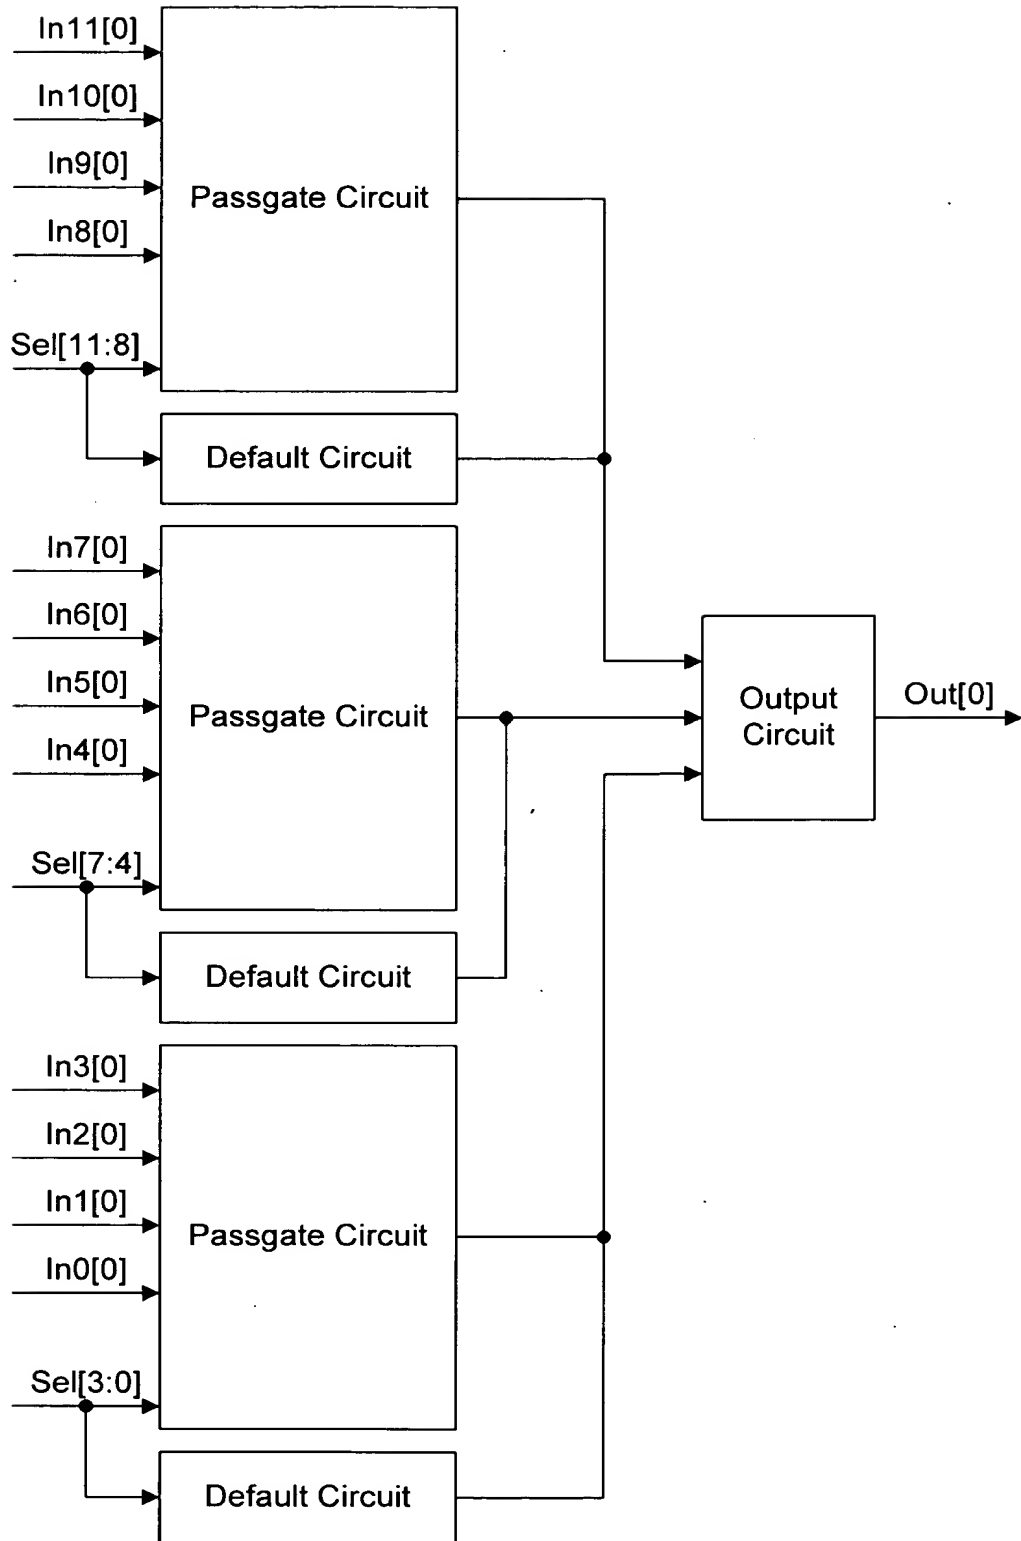 In11[0]
In10[0]
In9[0]
In8[0]
Passgate Circuit
Sel[11:8]
Default Circuit
In7[0]
In6[0]
In5[0]
In4[0]
Passgate Circuit
Sel[7:4]
Default Circuit
Output
Circuit
Out[0]
In3[0]
In2[0]
In1[0]
In0[0]
Passgate Circuit
Sel[3:0]
Default Circuit